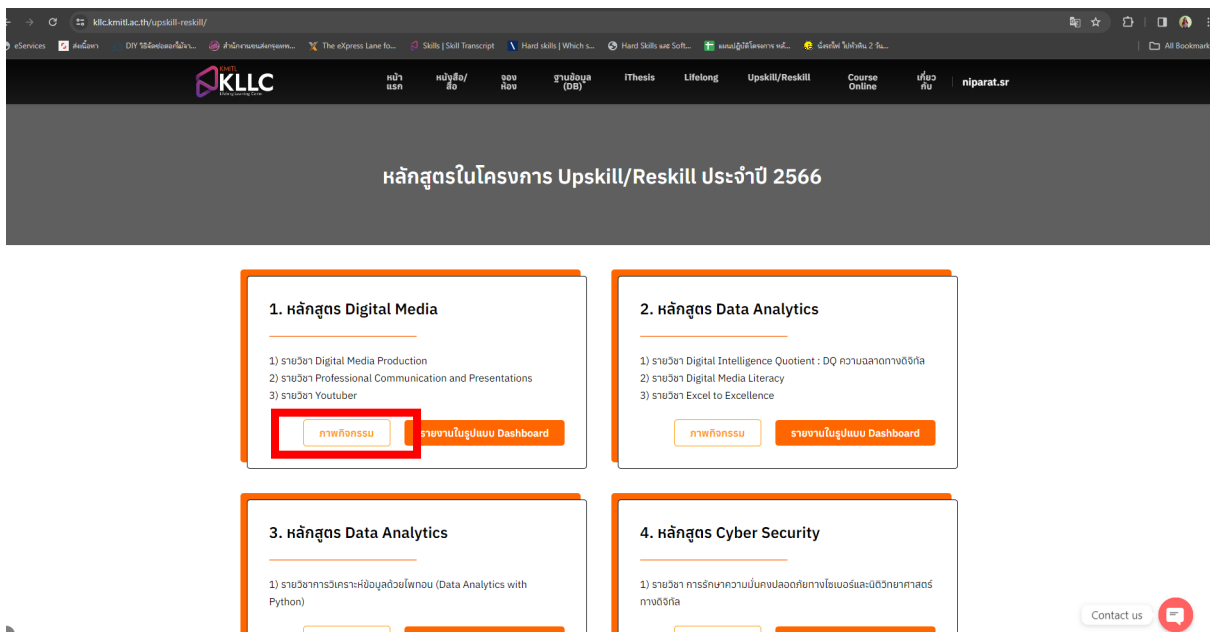 kllc.kmitl.ac.th/upskill-reskill/
eServices
DIY
The eXpress Lane fo...
Skills | Skill Transcript
Hard skills | Which s...
Hard Skills และ Soft...
All Bookmark
KMITL
KLLC
Lifelong Learning Center
หน้า
แรก
หนังสือ/
สื่อ
จอง
ห้อง
ฐานข้อมูล
(DB)
iThesis
Lifelong
Upskill/Reskill
Course
Online
เกี่ยว
กับ
niparat.sr
หลักสูตรในโครงการ Upskill/Reskill ประจำปี 2566
1. หลักสูตร Digital Media
1) รายวิชา Digital Media Production
2) รายวิชา Professional Communication and Presentations
3) รายวิชา Youtuber
ภาพกิจกรรม
รายงานในรูปแบบ Dashboard
2. หลักสูตร Data Analytics
1) รายวิชา Digital Intelligence Quotient : DQ ความฉลาดทางดิจิทัล
2) รายวิชา Digital Media Literacy
3) รายวิชา Excel to Excellence
ภาพกิจกรรม
รายงานในรูปแบบ Dashboard
3. หลักสูตร Data Analytics
1) รายวิชาการวิเคราะห์ข้อมูลด้วยไพทอน (Data Analytics with
Python)
4. หลักสูตร Cyber Security
1) รายวิชา การรักษาความมั่นคงปลอดภัยทางไซเบอร์และนิติวิทยาศาสตร์
ทางดิจิทัล
Contact us